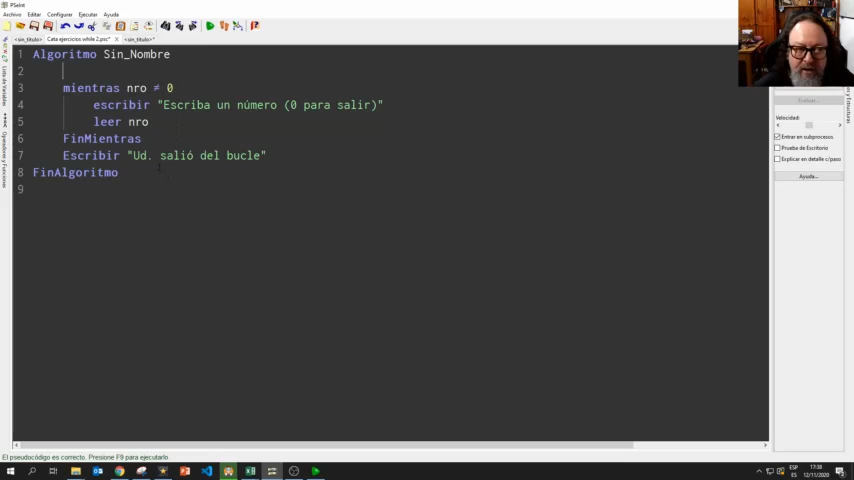 PSeInt
Archivo Editar Configurar Ejecutar Ayuda
<sin_titulo> Cata ejercicios while 2.psc* <sin_titulo>*
1 Algoritmo Sin_Nombre
2
3 mientras nro ≠ 0
4 escribir "Escriba un número (0 para salir)"
5 leer nro
6 FinMientras
7 Escribir "Ud. salió del bucle"
8 FinAlgoritmo
9
Lista de Variables
Operadores y Funciones
Evaluar...
Velocidad:
Entrar en subprocesos
Prueba de Escritorio
Explicar en detalle c/paso
Ayuda...
El pseudocódigo es correcto. Presione F9 para ejecutarlo.
ESP
ES
17:38
12/11/2020